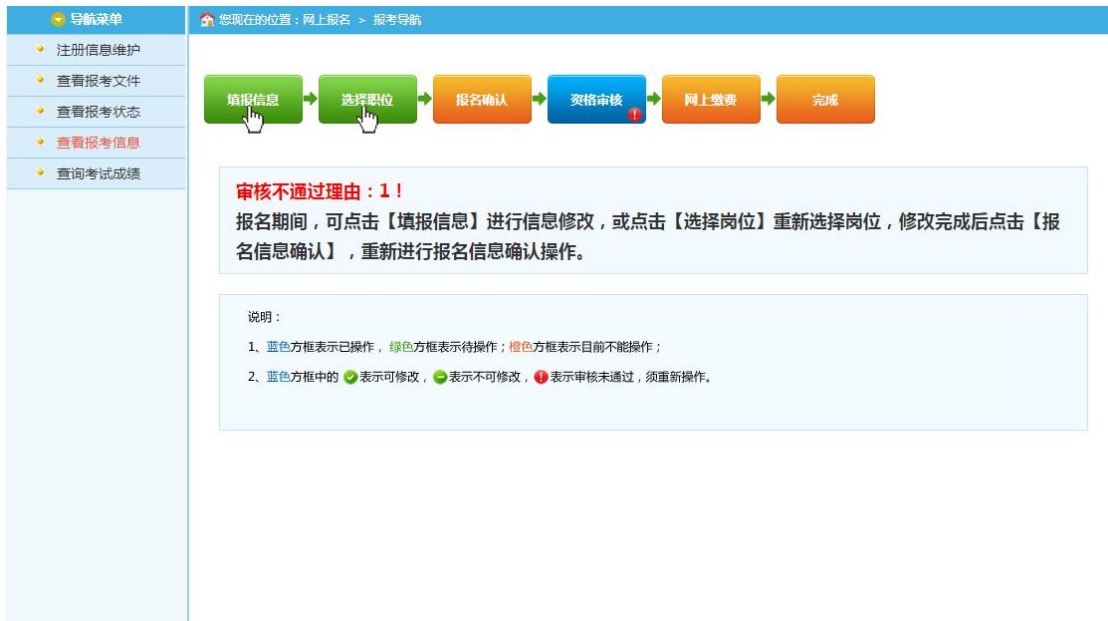 导航菜单
您现在的位置：网上报名 > 报考导航
注册信息维护
查看报考文件
查看报考状态
查看报考信息
查询考试成绩
填报信息 选择职位 报名确认 资格审核 网上缴费 完成
审核不通过理由：1！
报名期间，可点击【填报信息】进行信息修改，或点击【选择岗位】重新选择岗位，修改完成后点击【报
名信息确认】，重新进行报名信息确认操作。
说明：
1、蓝色方框表示已操作，绿色方框表示待操作；橙色方框表示目前不能操作；
2、蓝色方框中的 表示可修改， 表示不可修改， 表示审核未通过，须重新操作。